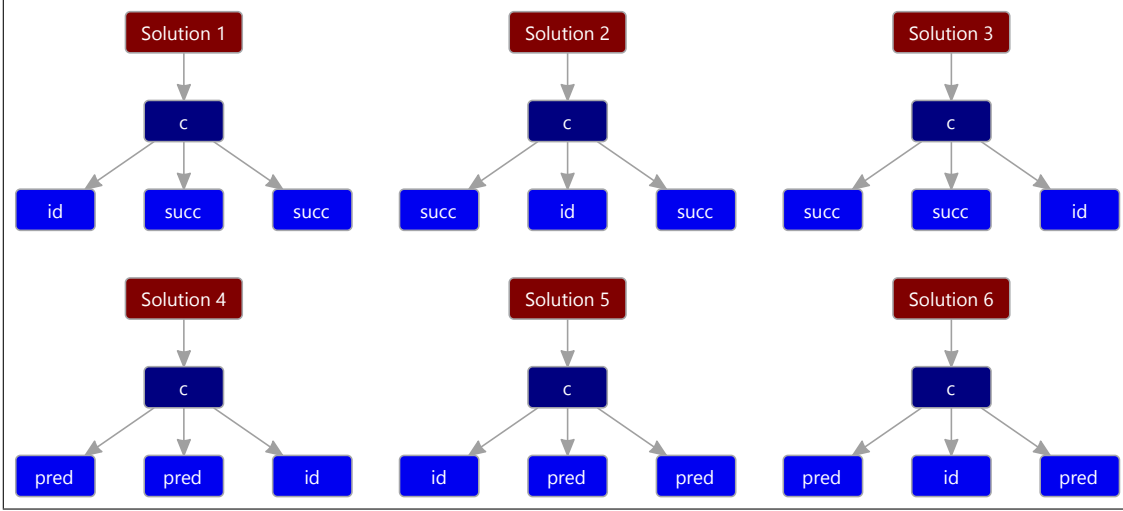 Solution 1 Solution 2 Solution 3
c c c
id succ succ succ id succ succ succ id
Solution 4 Solution 5 Solution 6
c c c
pred pred id id pred pred pred id pred